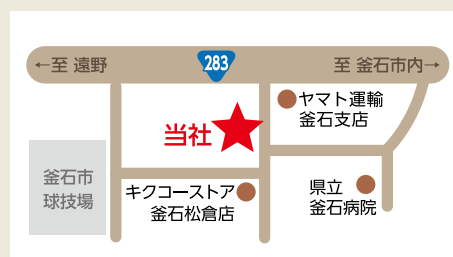 ←至 遠野
283
至 釜石市内→
ヤマト運輸
釜石支店
当社
釜石市
球技場
キクコーストア
釜石松倉店
県立
釜石病院